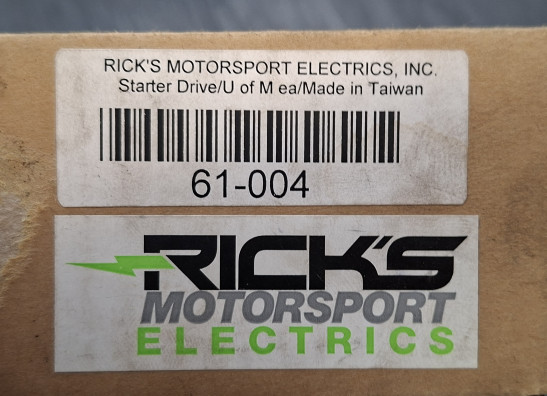 RICK'S MOTORSPORT ELECTRICS, INC.
Starter Drive/U of M ea/Made in Taiwan
61-004
RICK'S
MOTORSPORT
ELECTRICS